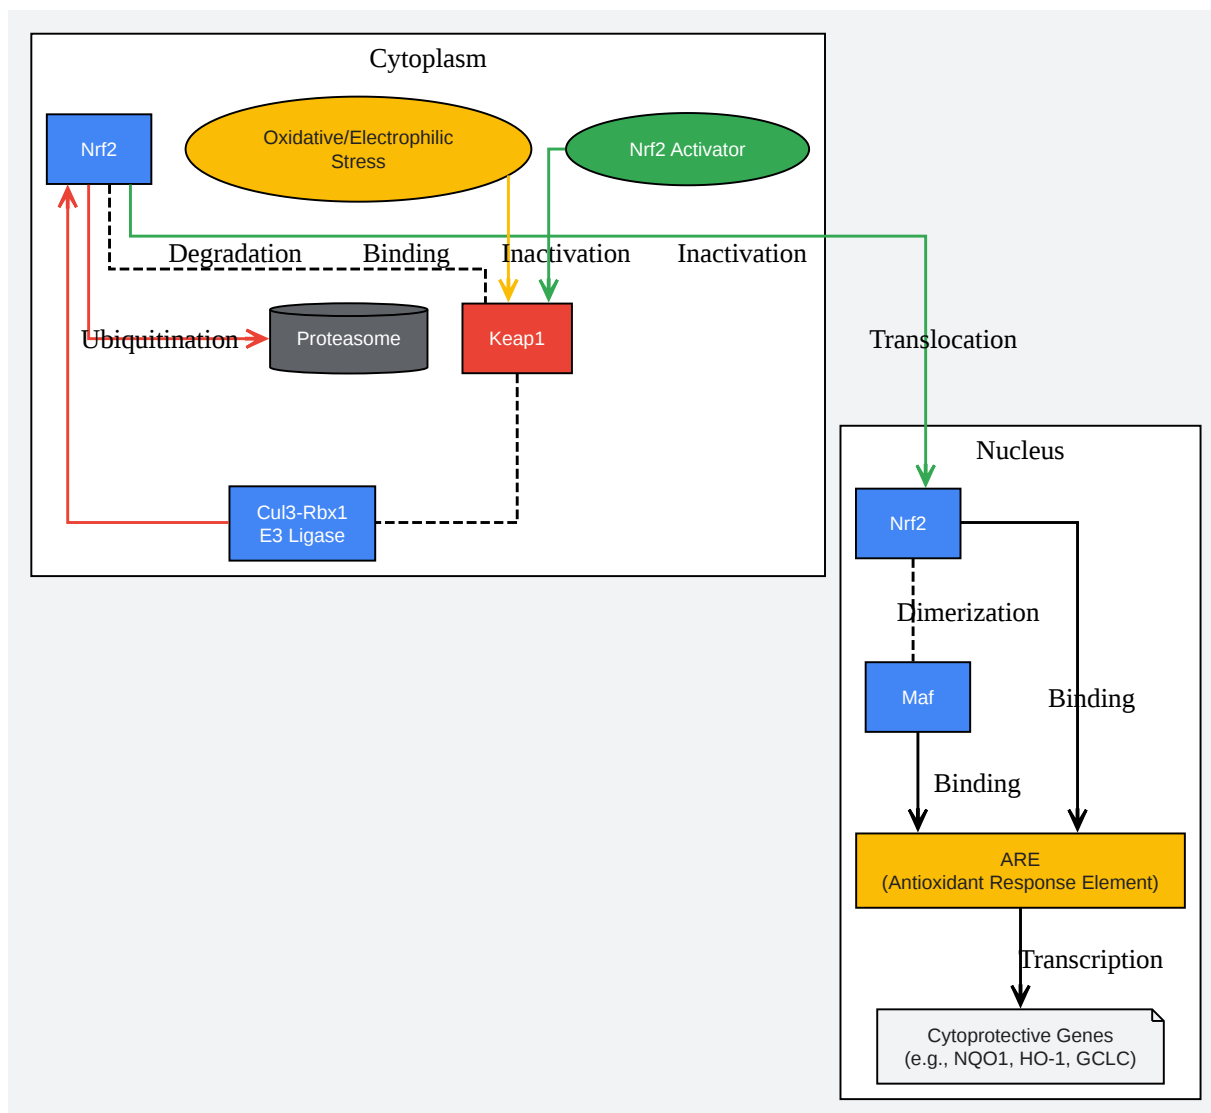 Cytoplasm
Nrf2
Oxidative/Electrophilic
Stress
Nrf2 Activator
Degradation
Binding
Inactivation
Inactivation
Ubiquitination
Proteasome
Keap1
Translocation
Cul3-Rbx1
E3 Ligase
Nucleus
Nrf2
Dimerization
Maf
Binding
Binding
ARE
(Antioxidant Response Element)
Transcription
Cytoprotective Genes
(e.g., NQO1, HO-1, GCLC)